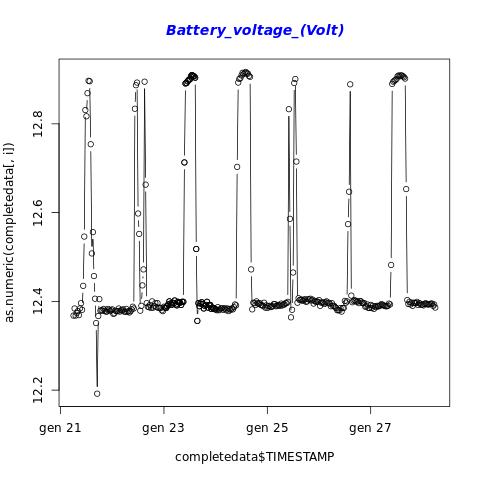 Battery_voltage_(Volt)
as.numeric(completedata[, i])
12.8
12.6
12.4
12.2
gen 21
gen 23
gen 25
gen 27
completedata$TIMESTAMP